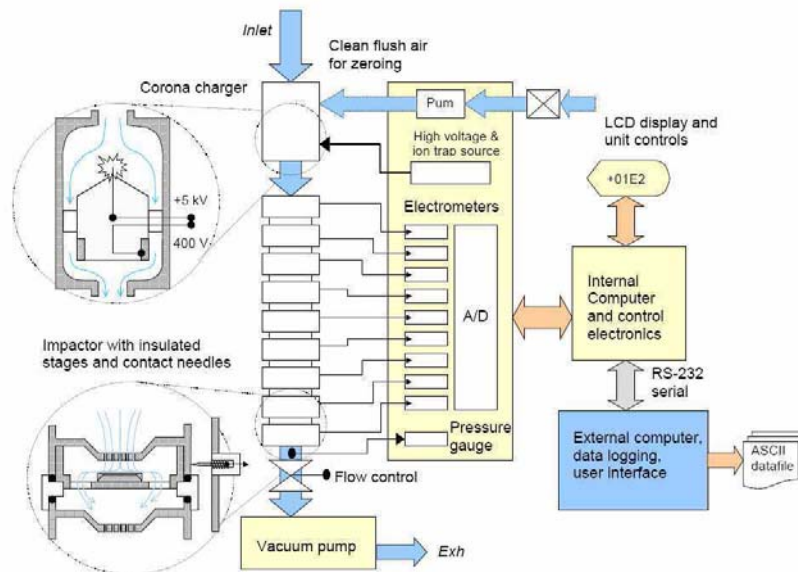 Inlet
Clean flush air
for zeroing
Corona charger
Pum
High voltage &
ion trap source
LCD display and
unit controls
+01E2
+5 kV
400 V
Electrometers
A/D
Internal
Computer
and control
electronics
Impactor with insulated
stages and contact needles
RS-232
serial
Pressure
gauge
External computer,
data logging,
user interface
ASCII
datafile
Flow control
Vacuum pump
Exh